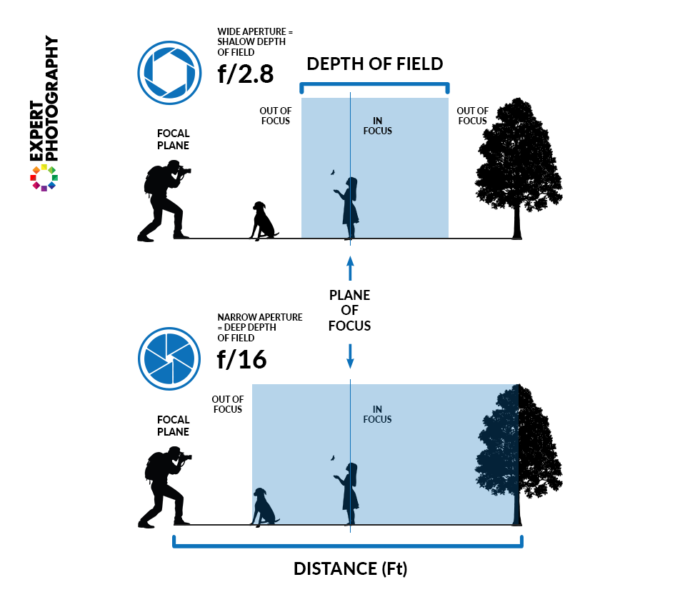 EXPERT
PHOTOGRAPHY
WIDE APERTURE =
SHALOW DEPTH
OF FIELD
f/2.8
DEPTH OF FIELD
OUT OF
FOCUS
IN
FOCUS
OUT OF
FOCUS
FOCAL
PLANE
PLANE
OF
FOCUS
NARROW APERTURE
= DEEP DEPTH
OF FIELD
f/16
OUT OF
FOCUS
IN
FOCUS
FOCAL
PLANE
DISTANCE (Ft)